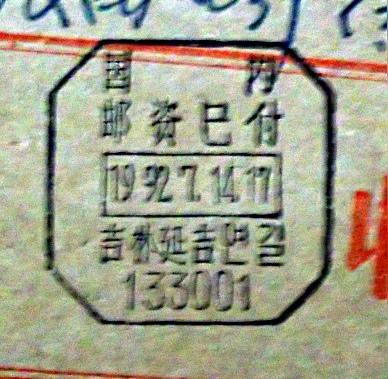 国 内
邮 资 已 付
1992.7.14.17
吉林延吉연길
133001